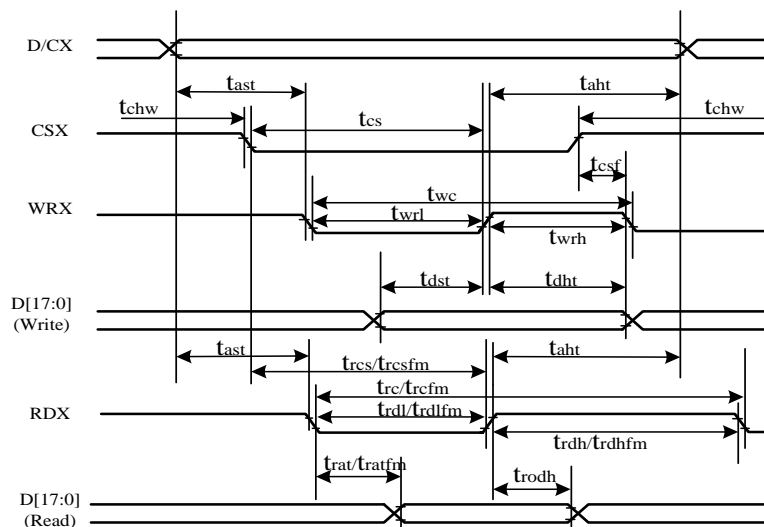 D/CX
tast
taht
tchw
tchw
CSX
tcs
tcsf
twc
WRX
twrl
twrh
tdst
tdht
D[17:0]
(Write)
tast
taht
trcs/trcsfm
trc/trcfm
RDX
trdl/trdlfm
trdh/trdhfm
trat/tratfm
trodh
D[17:0]
(Read)